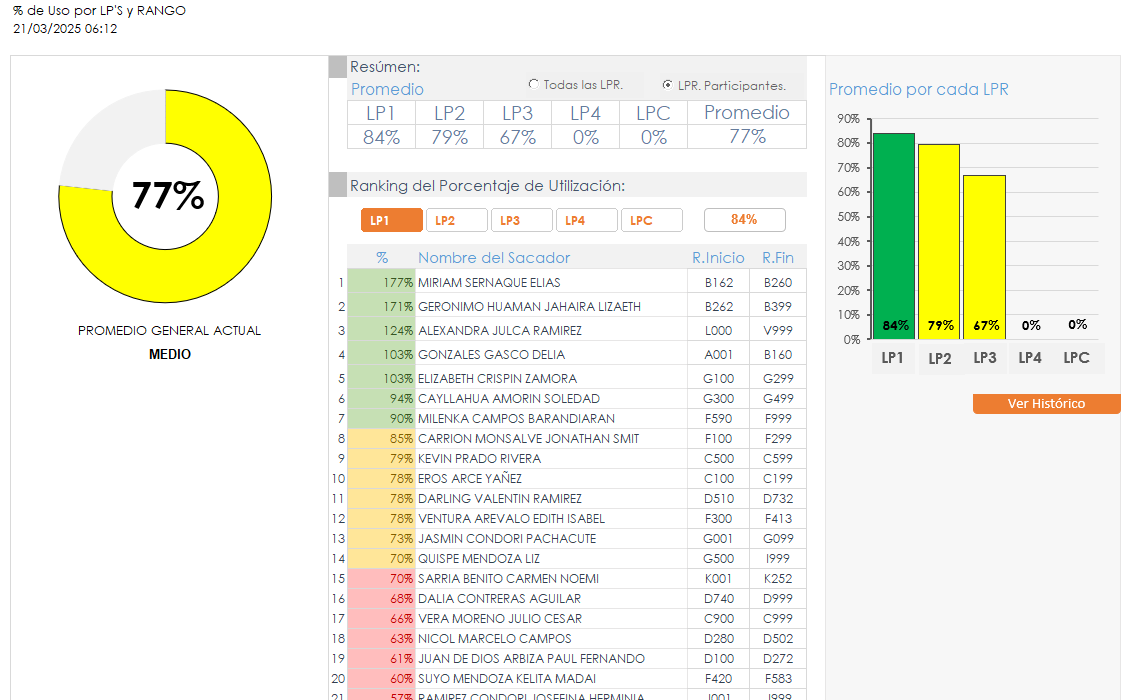 % de Uso por LP'S y RANGO
21/03/2025 06:12
77%
PROMEDIO GENERAL ACTUAL
MEDIO
Resúmen:
Promedio
Todas las LPR.
LPR. Participantes.
LP1 LP2 LP3 LP4 LPC Promedio
84% 79% 67% 0% 0% 77%
Ranking del Porcentaje de Utilización:
LP1 LP2 LP3 LP4 LPC 84%
% Nombre del Sacador R.Inicio R.Fin
1 177% MIRIAM SERNAQUE ELIAS B162 B260
2 171% GERONIMO HUAMAN JAHAIRA LIZAETH B262 B399
3 124% ALEXANDRA JULCA RAMIREZ L000 V999
4 103% GONZALES GASCO DELIA A001 B160
5 103% ELIZABETH CRISPIN ZAMORA G100 G299
6 94% CAYLLAHUA AMORIN SOLEDAD G300 G499
7 90% MILENKA CAMPOS BARANDIARAN F590 F999
8 85% CARRION MONSALVE JONATHAN SMIT F100 F299
9 79% KEVIN PRADO RIVERA C500 C599
10 78% EROS ARCE YAÑEZ C100 C199
11 78% DARLING VALENTIN RAMIREZ D510 D732
12 78% VENTURA AREVALO EDITH ISABEL F300 F413
13 73% JASMIN CONDORI PACHACUTE G001 G099
14 70% QUISPE MENDOZA LIZ G500 I999
15 70% SARRIA BENITO CARMEN NOEMI K001 K252
16 68% DALIA CONTRERAS AGUILAR D740 D999
17 66% VERA MORENO JULIO CESAR C900 C999
18 63% NICOL MARCELO CAMPOS D280 D502
19 61% JUAN DE DIOS ARBIZA PAUL FERNANDO D100 D272
20 60% SUYO MENDOZA KELITA MADAI F420 F583
21 57% RAMIREZ CONDORI JOSEFINA HERMINIA J001 J999
Promedio por cada LPR
90%
80%
70%
60%
50%
40%
30%
20%
10%
0%
84% 79% 67% 0% 0%
LP1 LP2 LP3 LP4 LPC
Ver Histórico